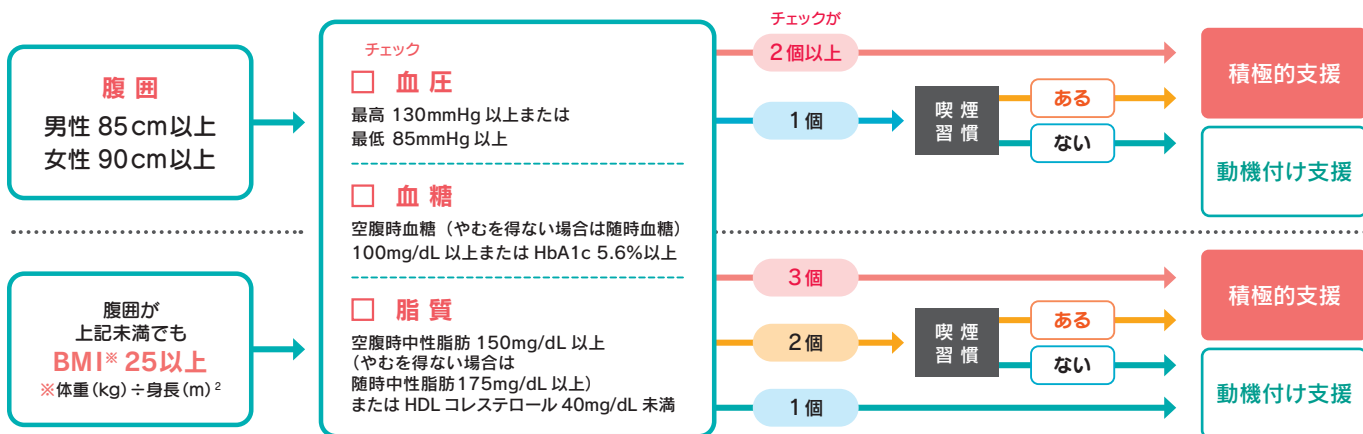 腹囲
男性 85cm以上
女性 90cm以上
チェック
□ 血圧
最高 130mmHg 以上または
最低 85mmHg 以上
□ 血糖
空腹時血糖（やむを得ない場合は随時血糖）
100mg/dL 以上または HbA1c 5.6%以上
□ 脂質
空腹時中性脂肪 150mg/dL 以上
（やむを得ない場合は
随時中性脂肪175mg/dL 以上）
または HDL コレステロール 40mg/dL 未満
チェックが
2個以上
積極的支援
1個
喫煙
習慣
ある
ない
動機付け支援
腹囲が
上記未満でも
BMI※ 25以上
※体重(kg)÷身長(m)²
3個
積極的支援
2個
喫煙
習慣
ある
ない
1個
動機付け支援